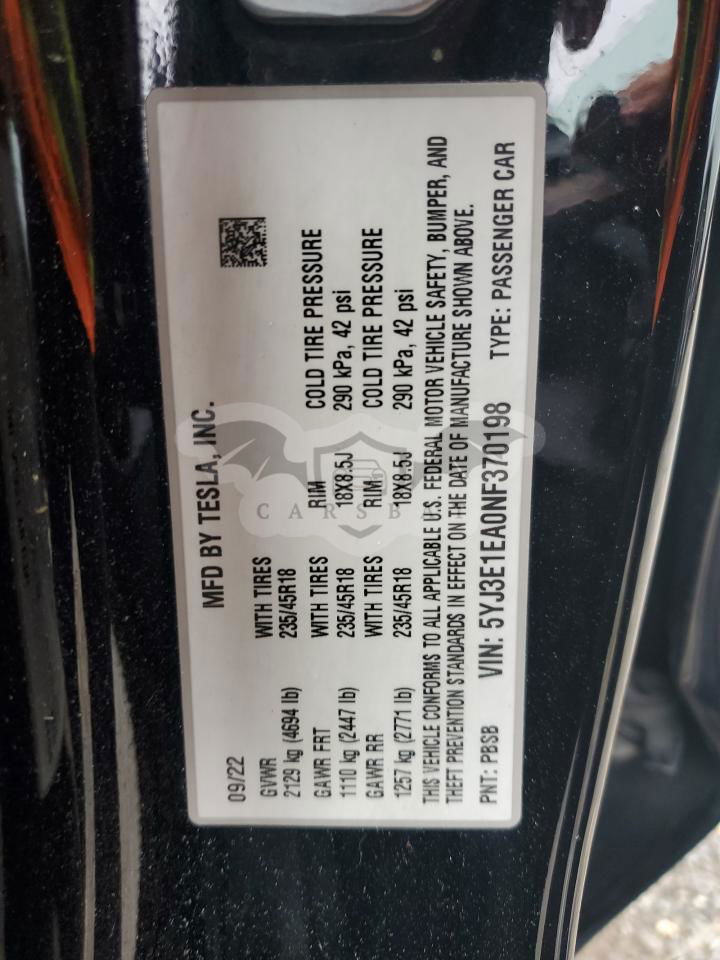 MFD BY TESLA, INC.
09/22
GVWR WITH TIRES
2129 kg (4694 lb) 235/45R18
GAWR FRT WITH TIRES RIM COLD TIRE PRESSURE
1110 kg (2447 lb) 235/45R18 18X8.5J 290 kPa, 42 psi
GAWR RR WITH TIRES RIM COLD TIRE PRESSURE
1257 kg (2771 lb) 235/45R18 18X8.5J 290 kPa, 42 psi
THIS VEHICLE CONFORMS TO ALL APPLICABLE U.S. FEDERAL MOTOR VEHICLE SAFETY, BUMPER, AND
THEFT PREVENTION STANDARDS IN EFFECT ON THE DATE OF MANUFACTURE SHOWN ABOVE.
PNT: PBSB VIN: 5YJ3E1EA0NF370198 TYPE: PASSENGER CAR